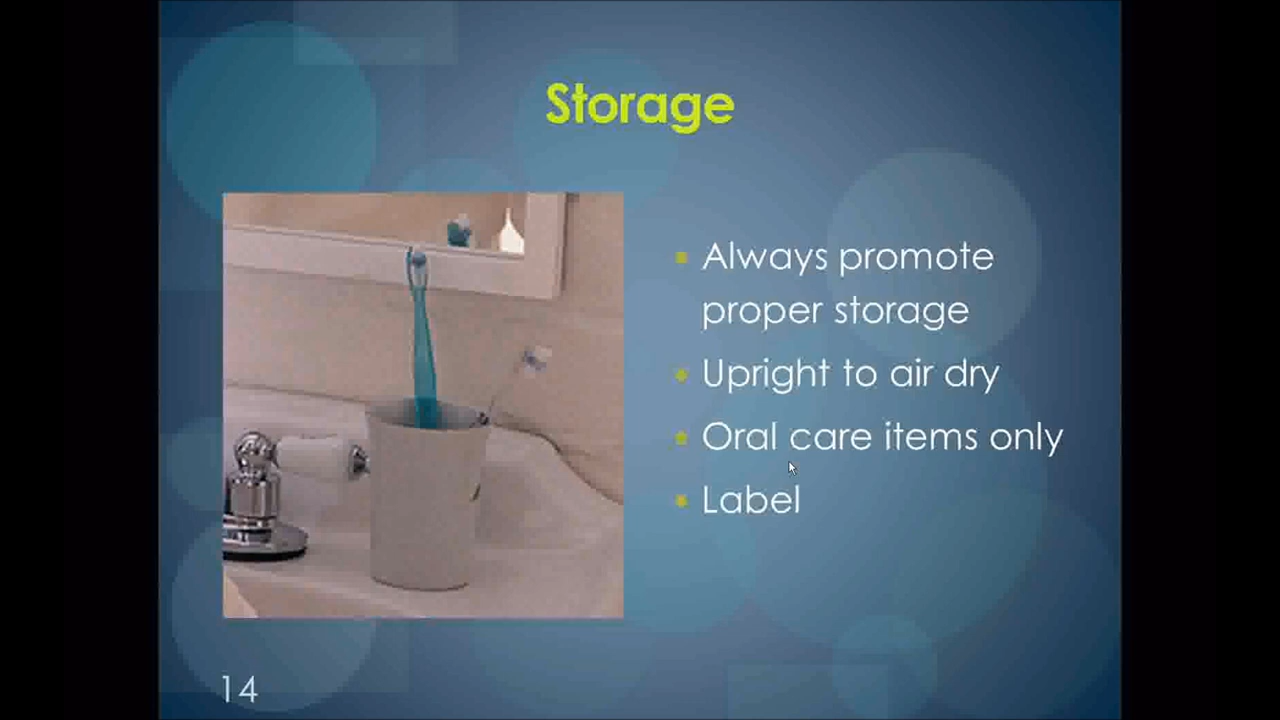 Storage
Always promote
proper storage
Upright to air dry
Oral care items only
Label
14